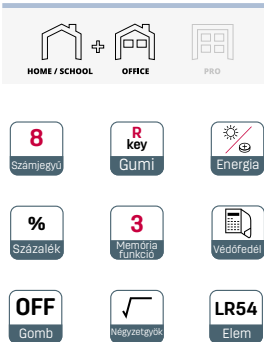 HOME / SCHOOL + OFFICE PRO
8 R key
Számjegyű Gumi Energia
% 3
Százalék Memória funkció Védőfedél
OFF √ LR54
Gomb Négyzetgyök Elem